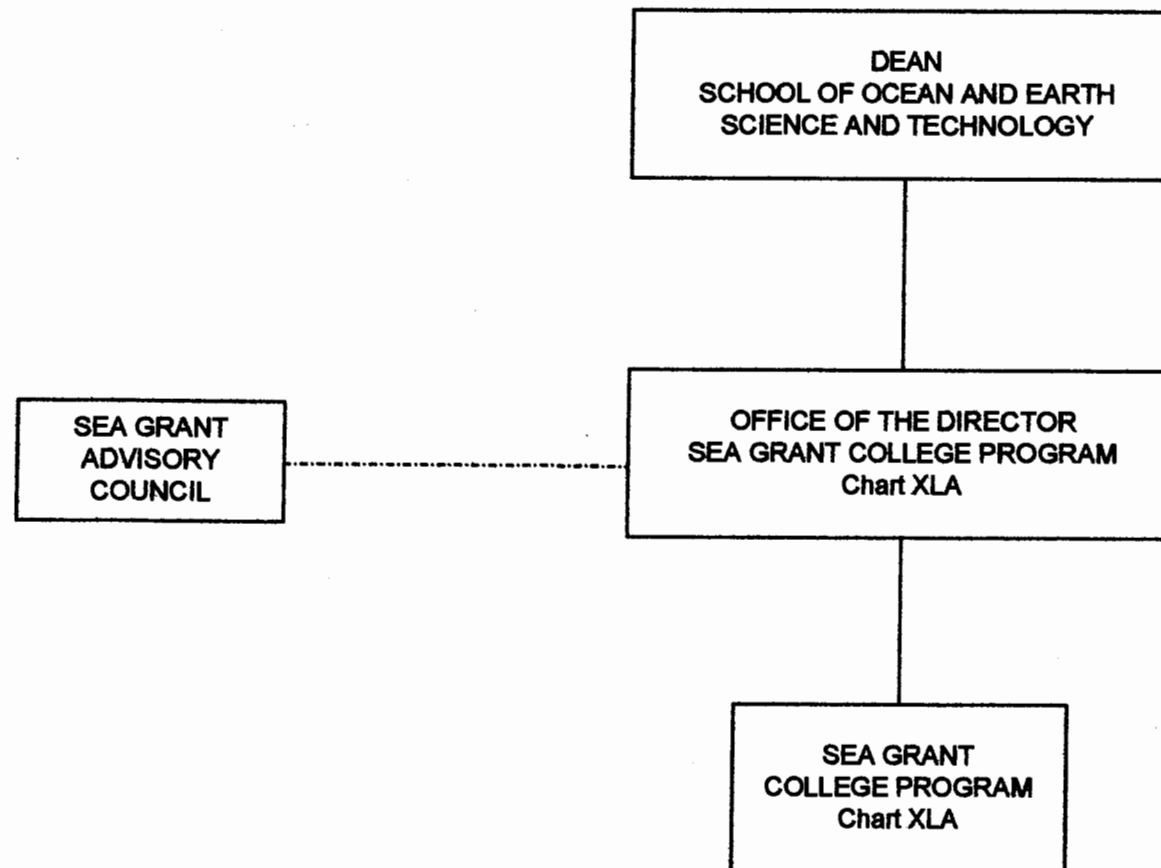 DEAN
SCHOOL OF OCEAN AND EARTH
SCIENCE AND TECHNOLOGY
SEA GRANT
ADVISORY
COUNCIL
OFFICE OF THE DIRECTOR
SEA GRANT COLLEGE PROGRAM
Chart XLA
SEA GRANT
COLLEGE PROGRAM
Chart XLA